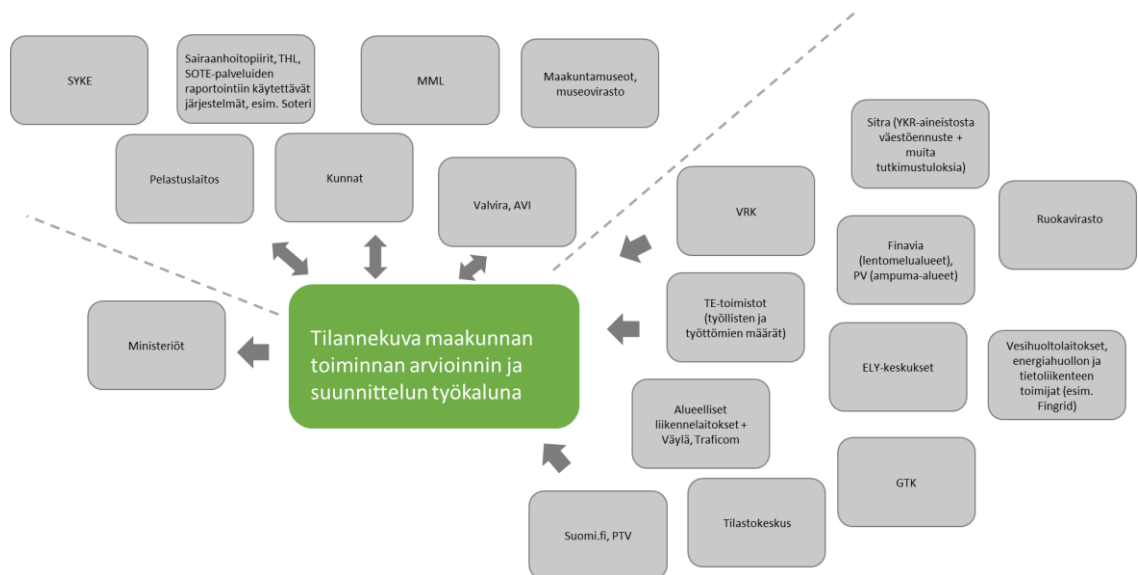 SYKE
Sairaanhoitopiirit, THL,
SOTE-palveluiden
raportointiin käytettävät
järjestelmät, esim. Soteri
MML
Maakuntamuseot,
museovirasto
Pelastuslaitos
Kunnat
Valvira, AVI
Sitra (YKR-aineistosta
väestöennuste +
muita
tutkimustuloksia)
VRK
Ruokavirasto
Finavia
(lentomelualueet),
PV (ampuma-alueet)
TE-toimistot
(työllisten ja
työttömien määrät)
Ministeriöt
Tilannekuva maakunnan
toiminnan arvioinnin ja
suunnittelun työkaluna
ELY-keskukset
Vesihuoltolaitokset,
energiahuollon ja
tietoliikenteen
toimijat (esim.
Fingrid)
Alueelliset
liikennelaitokset +
Väylä, Traficom
GTK
Suomi.fi, PTV
Tilastokeskus